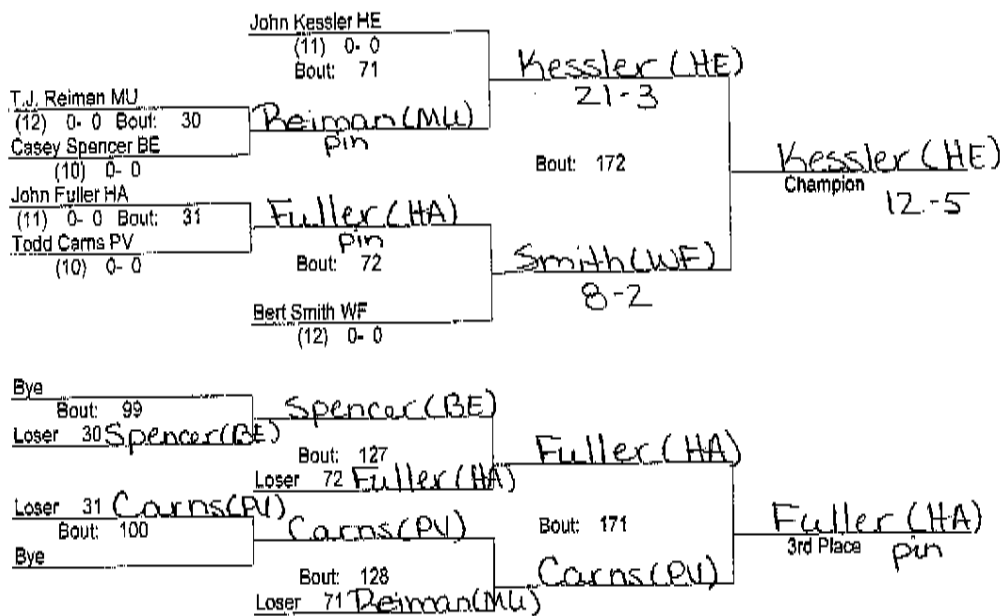 John Kessler HE
(11) 0- 0
Bout: 71
Kessler (HE)
21-3
T.J. Reiman MU
(12) 0- 0 Bout: 30
Reiman (MU)
pin
Casey Spencer BE
(10) 0- 0
Bout: 172
Kessler (HE)
Champion
12-5
John Fuller HA
(11) 0- 0 Bout: 31
Fuller (HA)
pin
Todd Carns PV
(10) 0- 0
Bout: 72
Smith (WF)
8-2
Bert Smith WF
(12) 0- 0
Bye
Bout: 99
Spencer (BE)
Loser 30 Spencer (BE)
Bout: 127
Fuller (HA)
Loser 72 Fuller (HA)
Loser 31 Carns (PV)
Bout: 100
Carns (PV)
Bout: 171
Fuller (HA)
3rd Place
pin
Bye
Bout: 128
Carns (PV)
Loser 71 Reiman (MU)